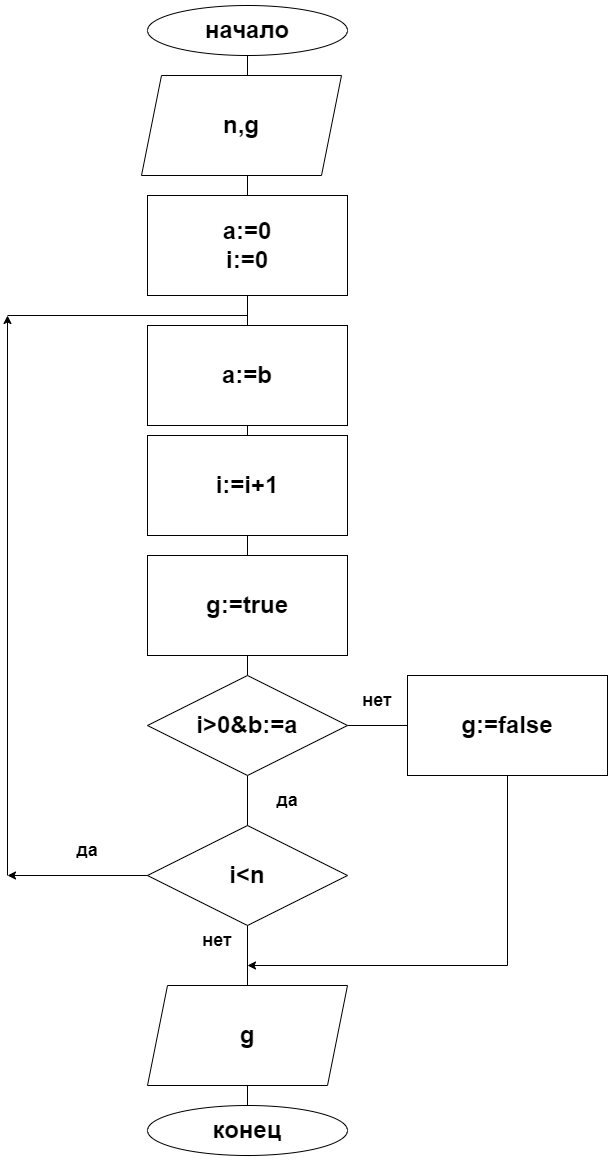 начало
n,g
a:=0
i:=0
a:=b
i:=i+1
g:=true
i>0&b:=a
нет
g:=false
да
i<n
да
нет
g
конец